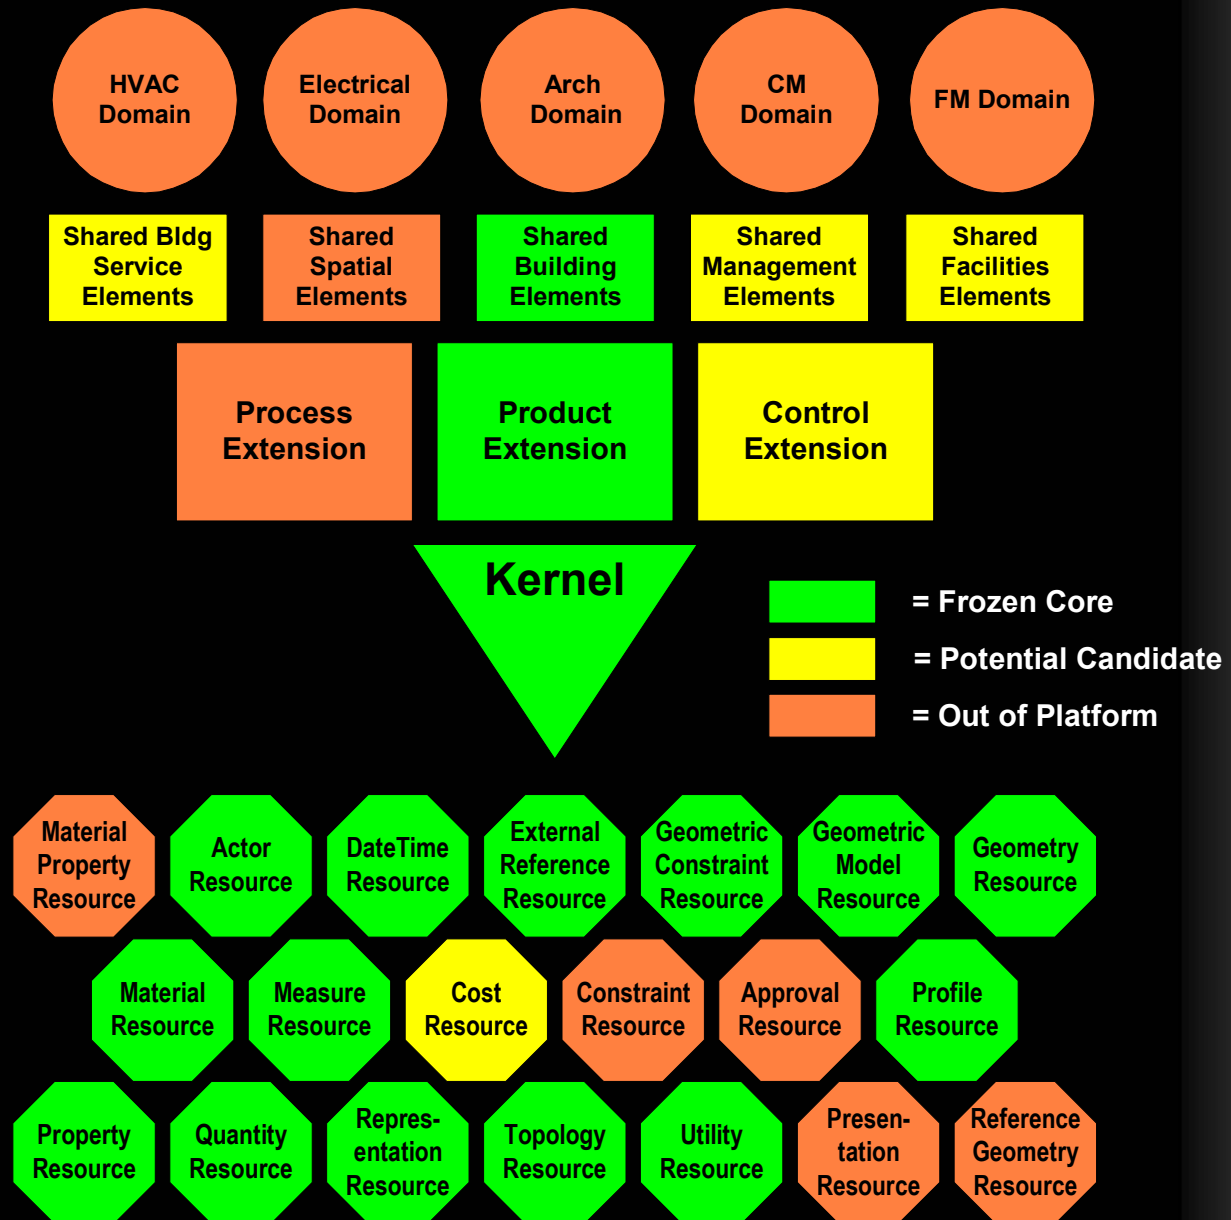 HVAC
Domain
Electrical
Domain
Arch
Domain
CM
Domain
FM Domain
Shared Bldg
Service
Elements
Shared
Spatial
Elements
Shared
Building
Elements
Shared
Management
Elements
Shared
Facilities
Elements
Process
Extension
Product
Extension
Control
Extension
Kernel
= Frozen Core
= Potential Candidate
= Out of Platform
Material
Property
Resource
Actor
Resource
DateTime
Resource
External
Reference
Resource
Geometric
Constraint
Resource
Geometric
Model
Resource
Geometry
Resource
Material
Resource
Measure
Resource
Cost
Resource
Constraint
Resource
Approval
Resource
Profile
Resource
Property
Resource
Quantity
Resource
Repres-
entation
Resource
Topology
Resource
Utility
Resource
Presen-
tation
Resource
Reference
Geometry
Resource